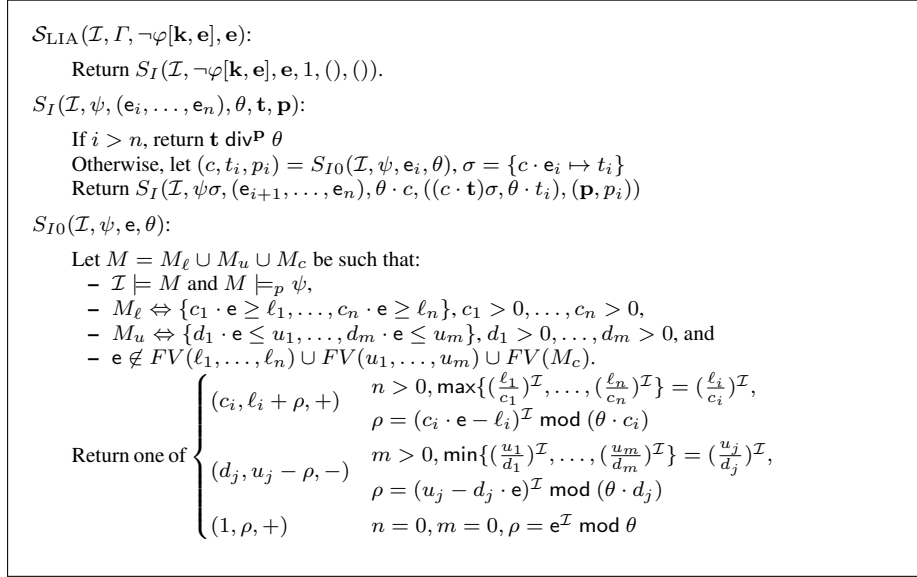 𝒮_LIA(ℐ, Γ, ¬φ[𝐤, 𝐞], 𝐞):
Return S_I(ℐ, ¬φ[𝐤, 𝐞], 𝐞, 1, (), ()).
S_I(ℐ, ψ, (e_i, …, e_n), θ, 𝐭, 𝐩):
If i > n, return 𝐭 div^𝐩 θ
Otherwise, let (c, t_i, p_i) = S_I0(ℐ, ψ, e_i, θ), σ = {c · e_i ↦ t_i}
Return S_I(ℐ, ψσ, (e_{i+1}, …, e_n), θ · c, ((c · 𝐭)σ, θ · t_i), (𝐩, p_i))
S_I0(ℐ, ψ, e, θ):
Let M = M_ℓ ∪ M_u ∪ M_c be such that:
– ℐ ⊨ M and M ⊨_p ψ,
– M_ℓ ⇔ {c_1 · e ≥ ℓ_1, …, c_n · e ≥ ℓ_n}, c_1 > 0, …, c_n > 0,
– M_u ⇔ {d_1 · e ≤ u_1, …, d_m · e ≤ u_m}, d_1 > 0, …, d_m > 0, and
– e ∉ FV(ℓ_1, …, ℓ_n) ∪ FV(u_1, …, u_m) ∪ FV(M_c).
Return one of { (c_i, ℓ_i + ρ, +) n > 0, max{(ℓ_1/c_1)^ℐ, …, (ℓ_n/c_n)^ℐ} = (ℓ_i/c_i)^ℐ,
ρ = (c_i · e − ℓ_i)^ℐ mod (θ · c_i)
(d_j, u_j − ρ, −) m > 0, min{(u_1/d_1)^ℐ, …, (u_m/d_m)^ℐ} = (u_j/d_j)^ℐ,
ρ = (u_j − d_j · e)^ℐ mod (θ · d_j)
(1, ρ, +) n = 0, m = 0, ρ = e^ℐ mod θ